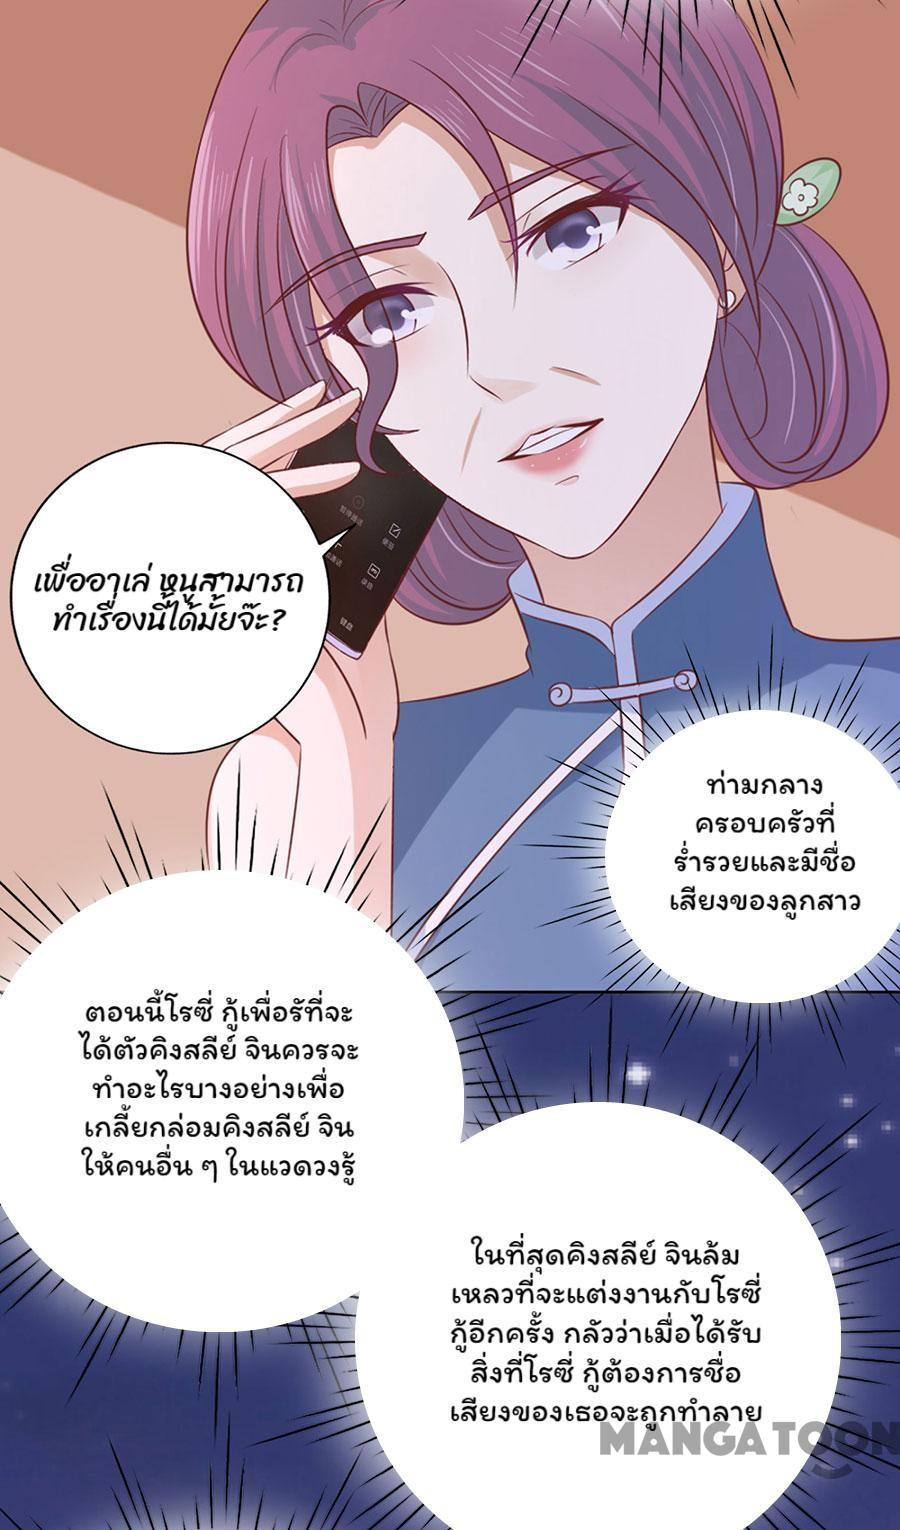 เพื่ออาเล่ หนูสามารถ
ทำเรื่องนี้ได้มั้ยจ๊ะ?
暂停通话
便签
录音
键盘
ท่ามกลาง
ครอบครัวที่
ร่ำรวยและมีชื่อ
เสียงของลูกสาว
ตอนนี้โรซี่ กู้เพื่อรัที่จะ
ได้ตัวคิงสลีย์ จินควรจะ
ทำอะไรบางอย่างเพื่อ
เกลี้ยกล่อมคิงสลีย์ จิน
ให้คนอื่น ๆ ในแวดวงรู้
ในที่สุดคิงสลีย์ จินล้ม
เหลวที่จะแต่งงานกับโรซี่
กู้อีกครั้ง กลัวว่าเมื่อได้รับ
สิ่งที่โรซี่ กู้ต้องการชื่อ
เสียงของเธอจะถูกทำลาย
MANGATOON